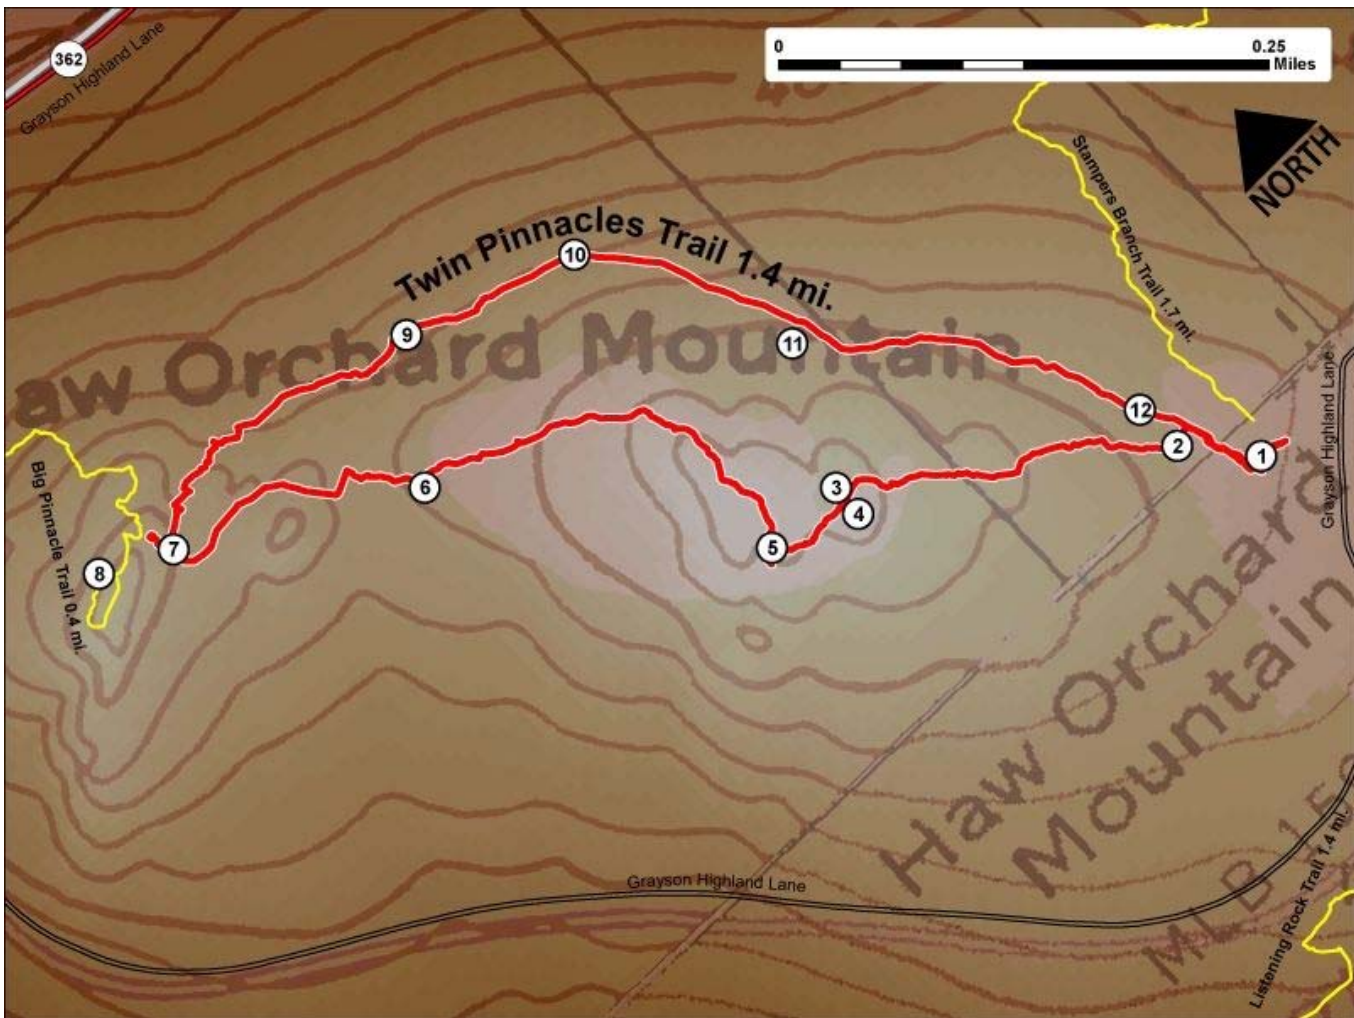 362
Grayson Highland Lane
0 0.25
Miles
NORTH
Stampers Branch Trail 1.7 mi.
Twin Pinnacles Trail 1.4 mi.
10
9
11
aw Orchard Mountain
12
2
1
Grayson Highland Lane
6
3
4
5
7
8
Big Pinnacle Trail 0.4 mi.
Haw Orchard
Mountain
Grayson Highland Lane
Listening Rock Trail 1.4 mi.